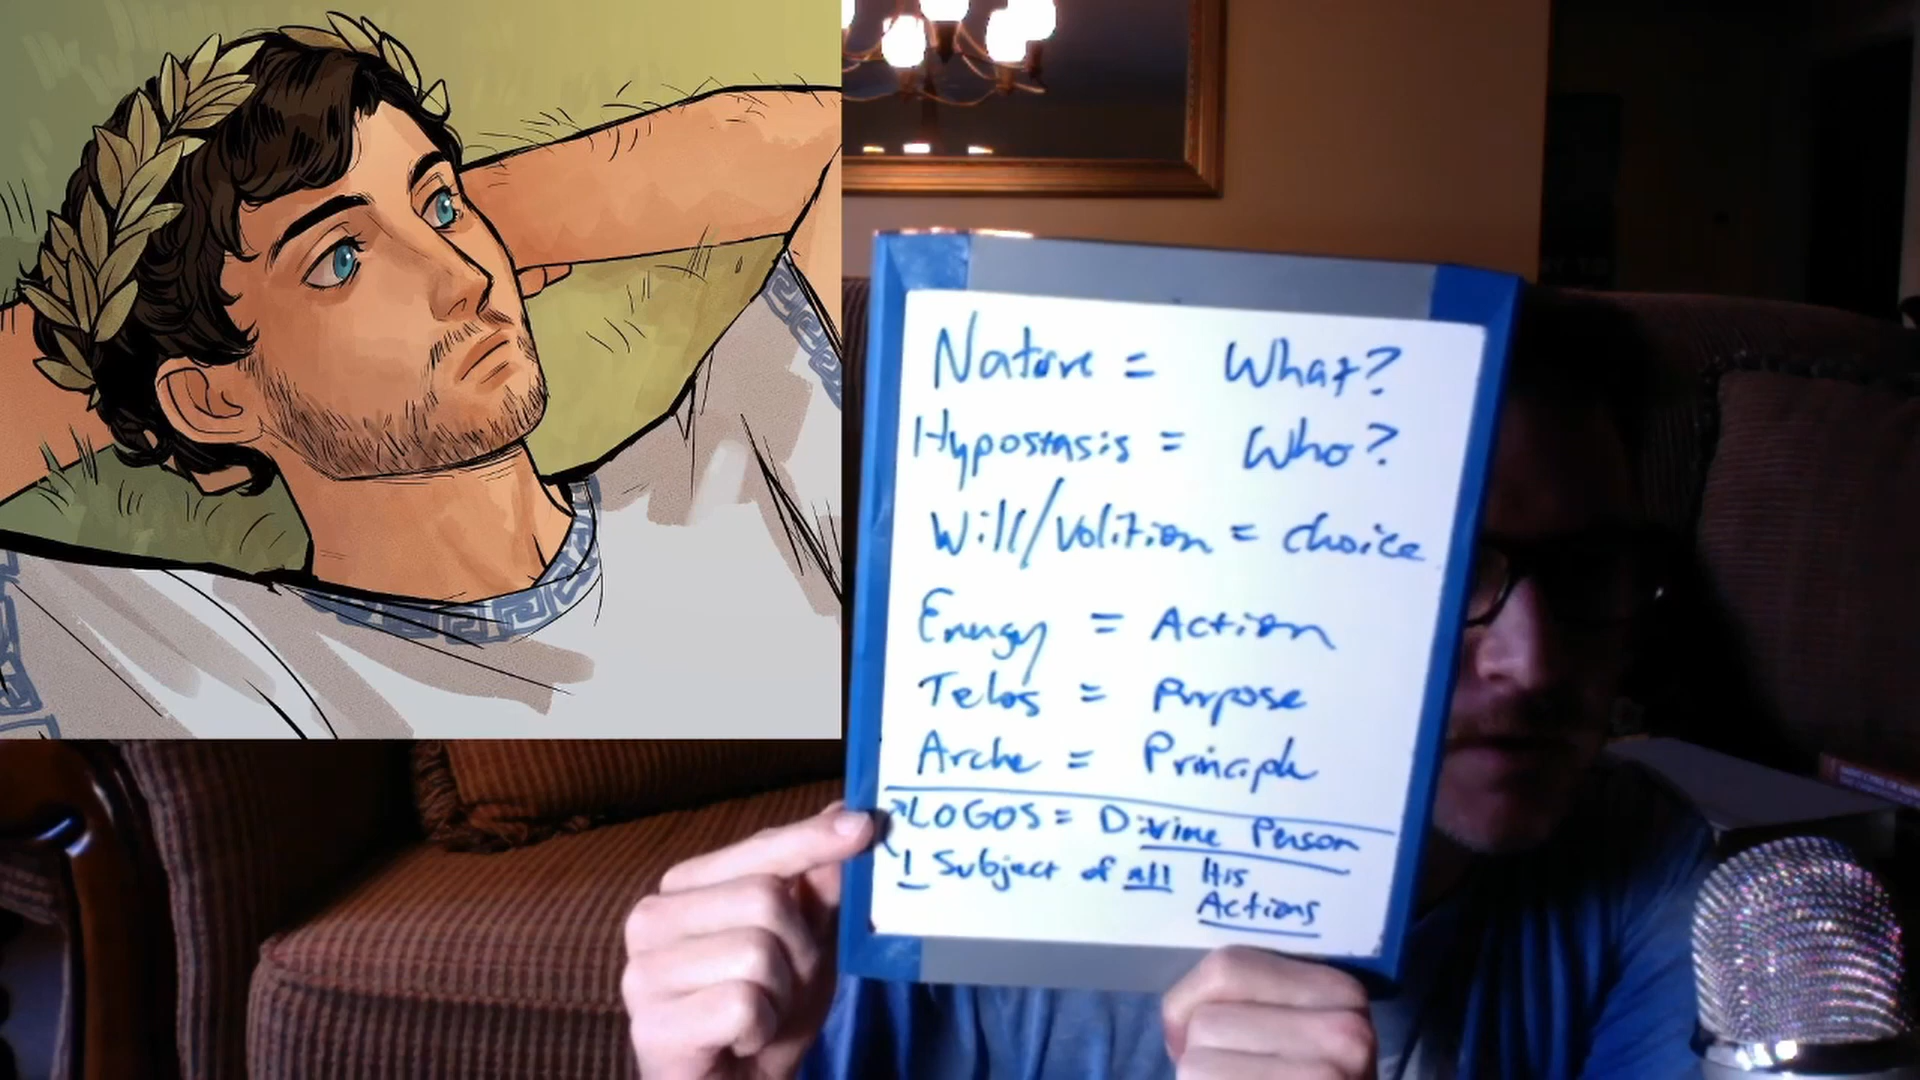 Nature = What?
Hypostasis = Who?
Will/Volition = choice
Energy = Action
Telos = Purpose
Arche = Principle
LOGOS = Divine Person
1 Subject of all His
Actions